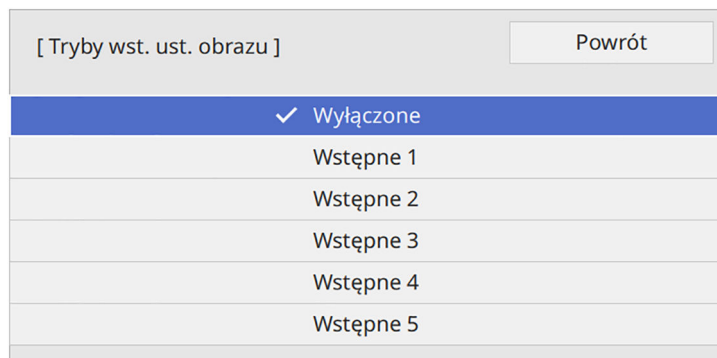 [ Tryby wst. ust. obrazu ]
Powrót
Wyłączone
Wstępne 1
Wstępne 2
Wstępne 3
Wstępne 4
Wstępne 5